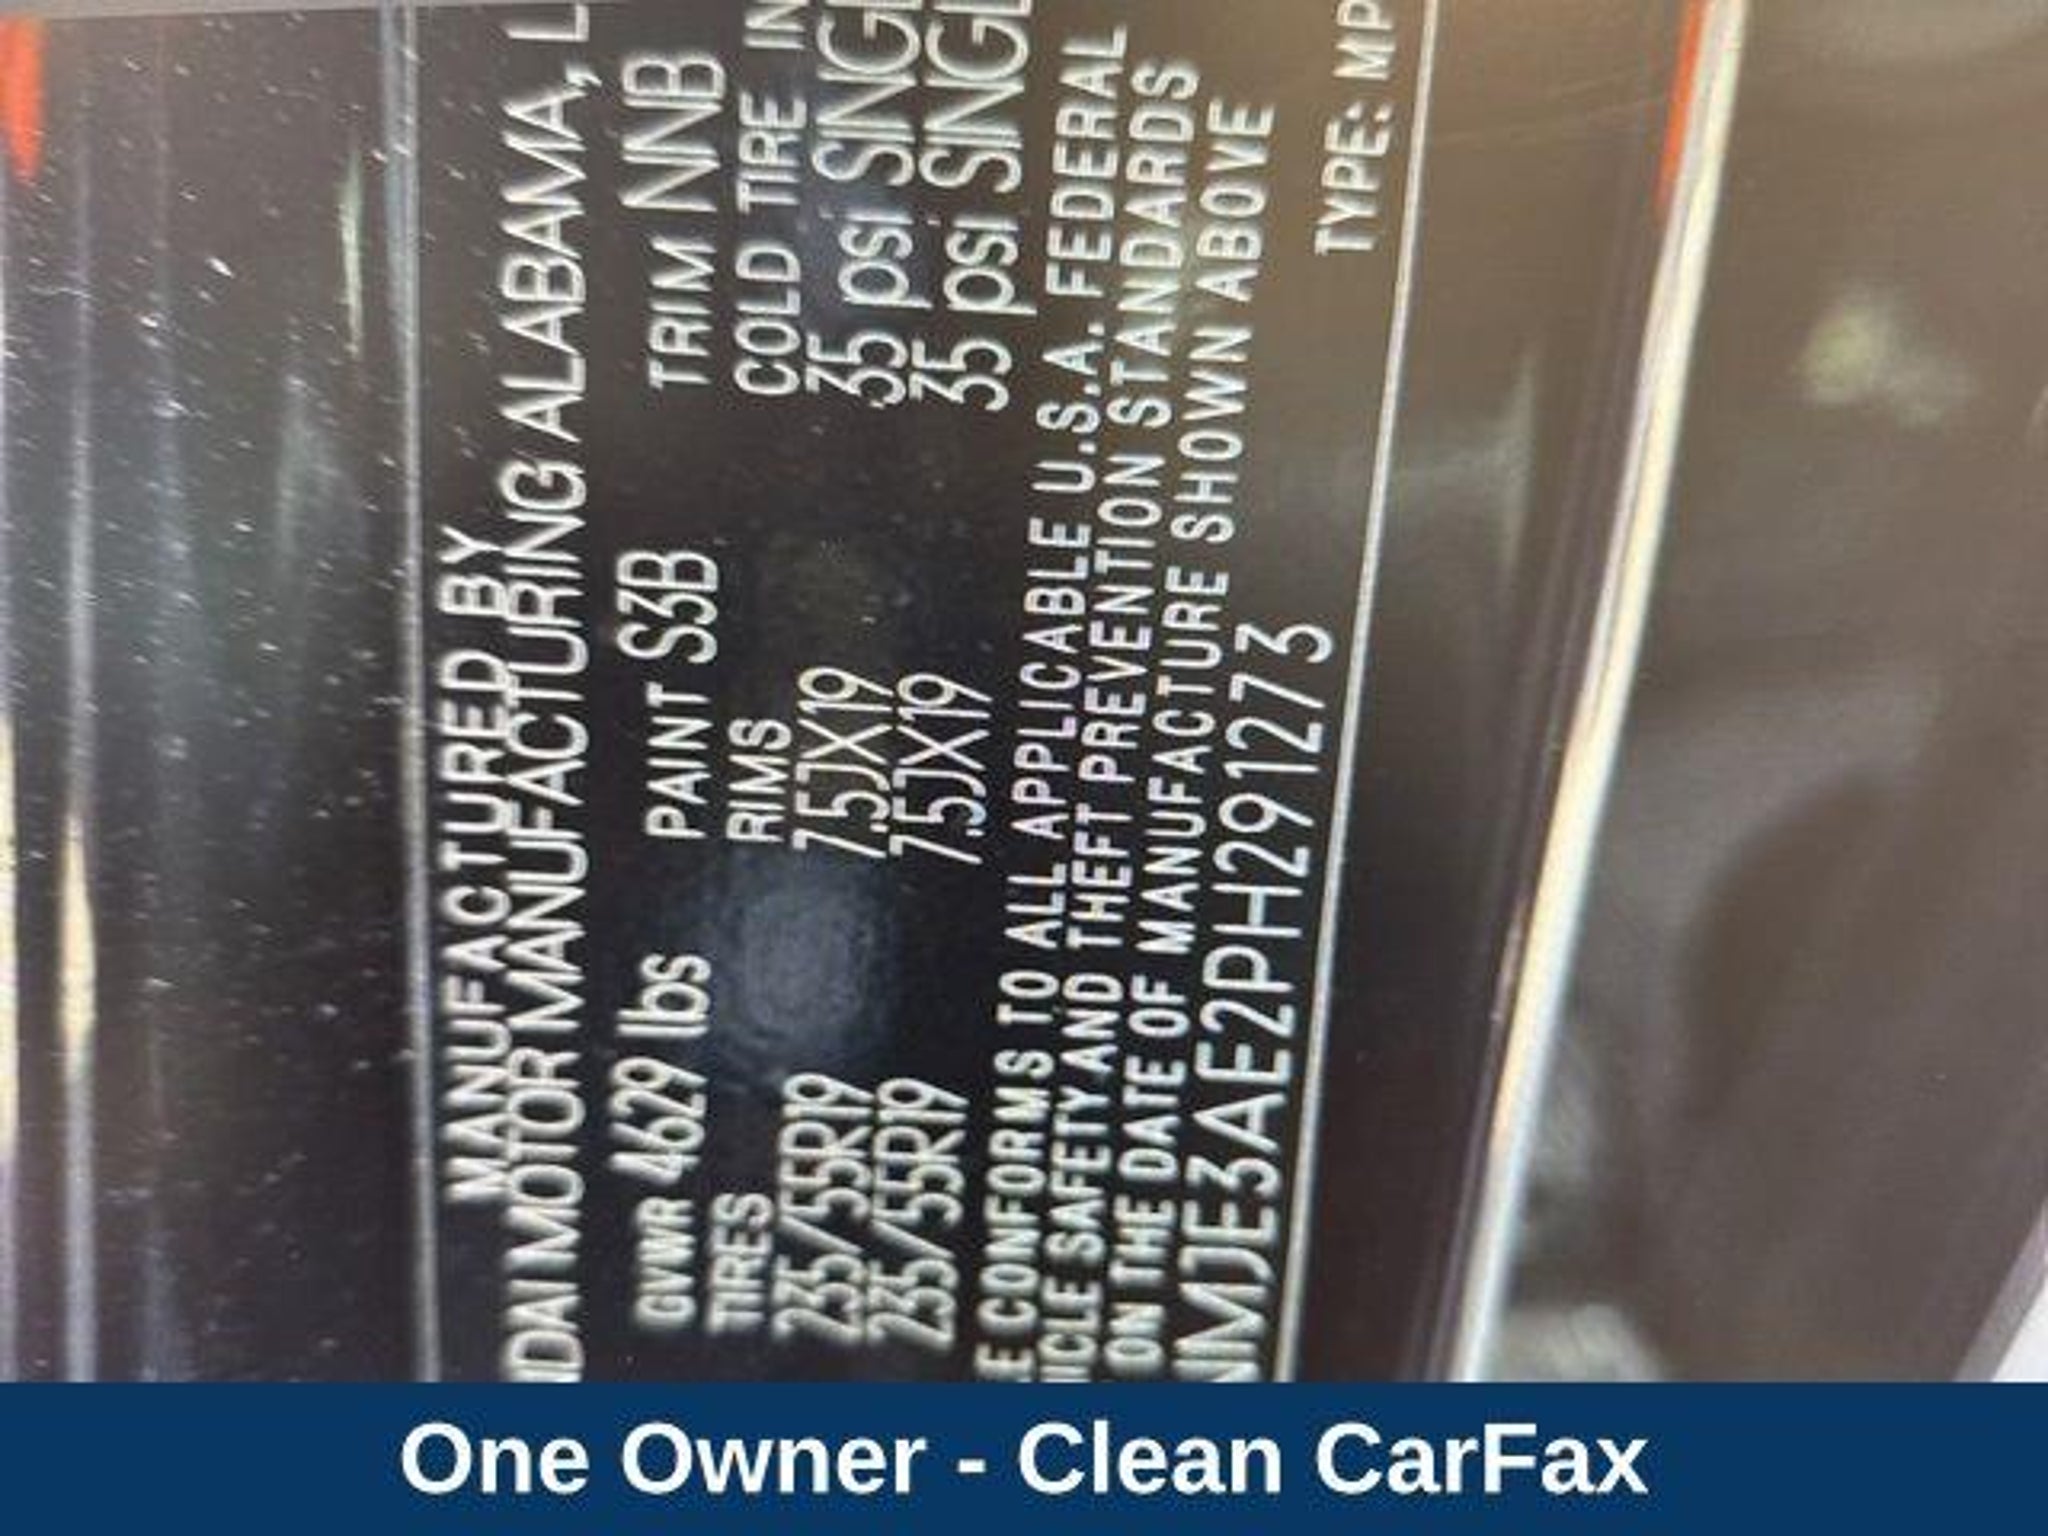 MANUFACTURED BY
DAI MOTOR MANUFACTURING ALABAMA, L
GVWR 4629 lbs PAINT S3B TRIM NNB
TIRES RIMS COLD TIRE IN
235/55R19 7.5JX19 35 psi SINGL
235/55R19 7.5JX19 35 psi SINGL
E CONFORMS TO ALL APPLICABLE U.S.A. FEDERAL
ICLE SAFETY AND THEFT PREVENTION STANDARDS
ON THE DATE OF MANUFACTURE SHOWN ABOVE
NMJE3AE2PH291273 TYPE: MP
One Owner - Clean CarFax